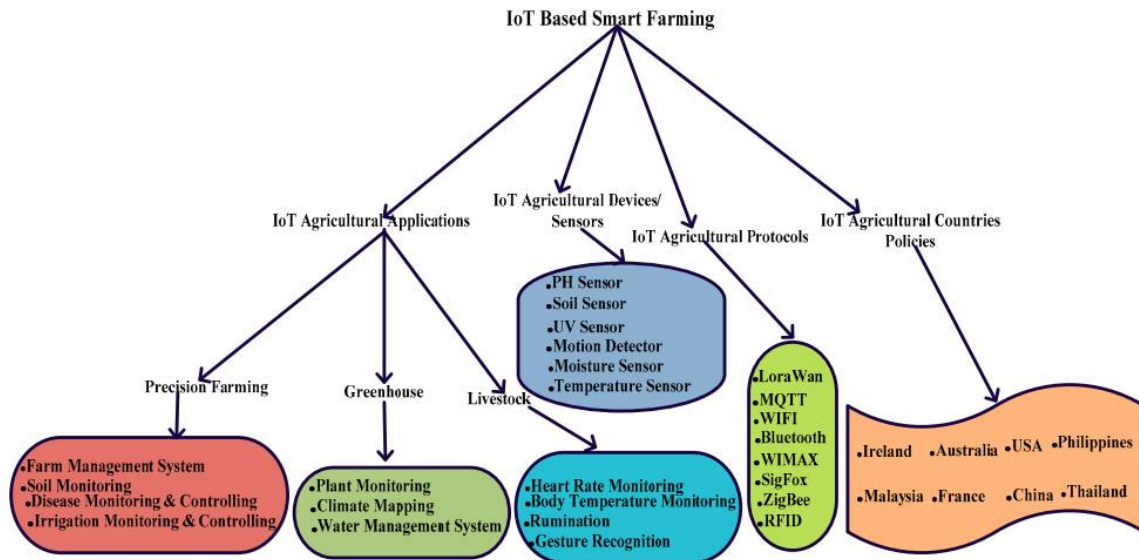 IoT Based Smart Farming
IoT Agricultural Applications
IoT Agricultural Devices/
Sensors
IoT Agricultural Protocols
IoT Agricultural Countries
Policies
Precision Farming
Greenhouse
Livestock
•Farm Management System
•Soil Monitoring
•Disease Monitoring & Controlling
•Irrigation Monitoring & Controlling
•Plant Monitoring
•Climate Mapping
•Water Management System
•Heart Rate Monitoring
•Body Temperature Monitoring
•Rumination
•Gesture Recognition
•PH Sensor
•Soil Sensor
•UV Sensor
•Motion Detector
•Moisture Sensor
•Temperature Sensor
•LoraWan
•MQTT
•WIFI
•Bluetooth
•WIMAX
•SigFox
•ZigBee
•RFID
•Ireland •Australia •USA •Philippines
•Malaysia •France •China •Thailand